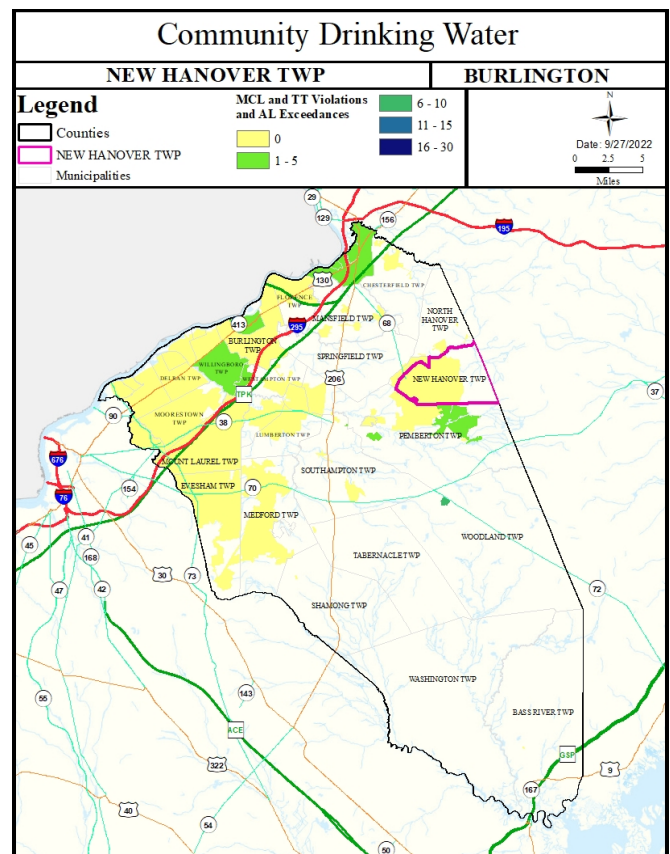 Community Drinking Water
NEW HANOVER TWP
BURLINGTON
Legend
Counties
NEW HANOVER TWP
Municipalities
MCL and TT Violations
and AL Exceedances
0
1 - 5
6 - 10
11 - 15
16 - 30
N
Date: 9/27/2022
0 2.5 5
Miles
29
129
156
195
130
CHESTERFIELD TWP
FLORENCE
TWP
MANSFIELD TWP
68
NORTH
HANOVER
TWP
413
295
BURLINGTON
TWP
SPRINGFIELD TWP
WILLINGBORO
TWP
DELRAN TWP
WESTAMPTON TWP
206
NEW HANOVER TWP
37
TPK
90
MOORESTOWN
TWP
38
LUMBERTON TWP
PEMBERTON TWP
676
MOUNT LAUREL TWP
SOUTHAMPTON TWP
76
154
EVESHAM TWP
70
MEDFORD TWP
45
41
168
WOODLAND TWP
TABERNACLE TWP
30
73
47
42
72
SHAMONG TWP
WASHINGTON TWP
55
143
BASS RIVER TWP
ACE
GSP
322
9
167
40
54
50